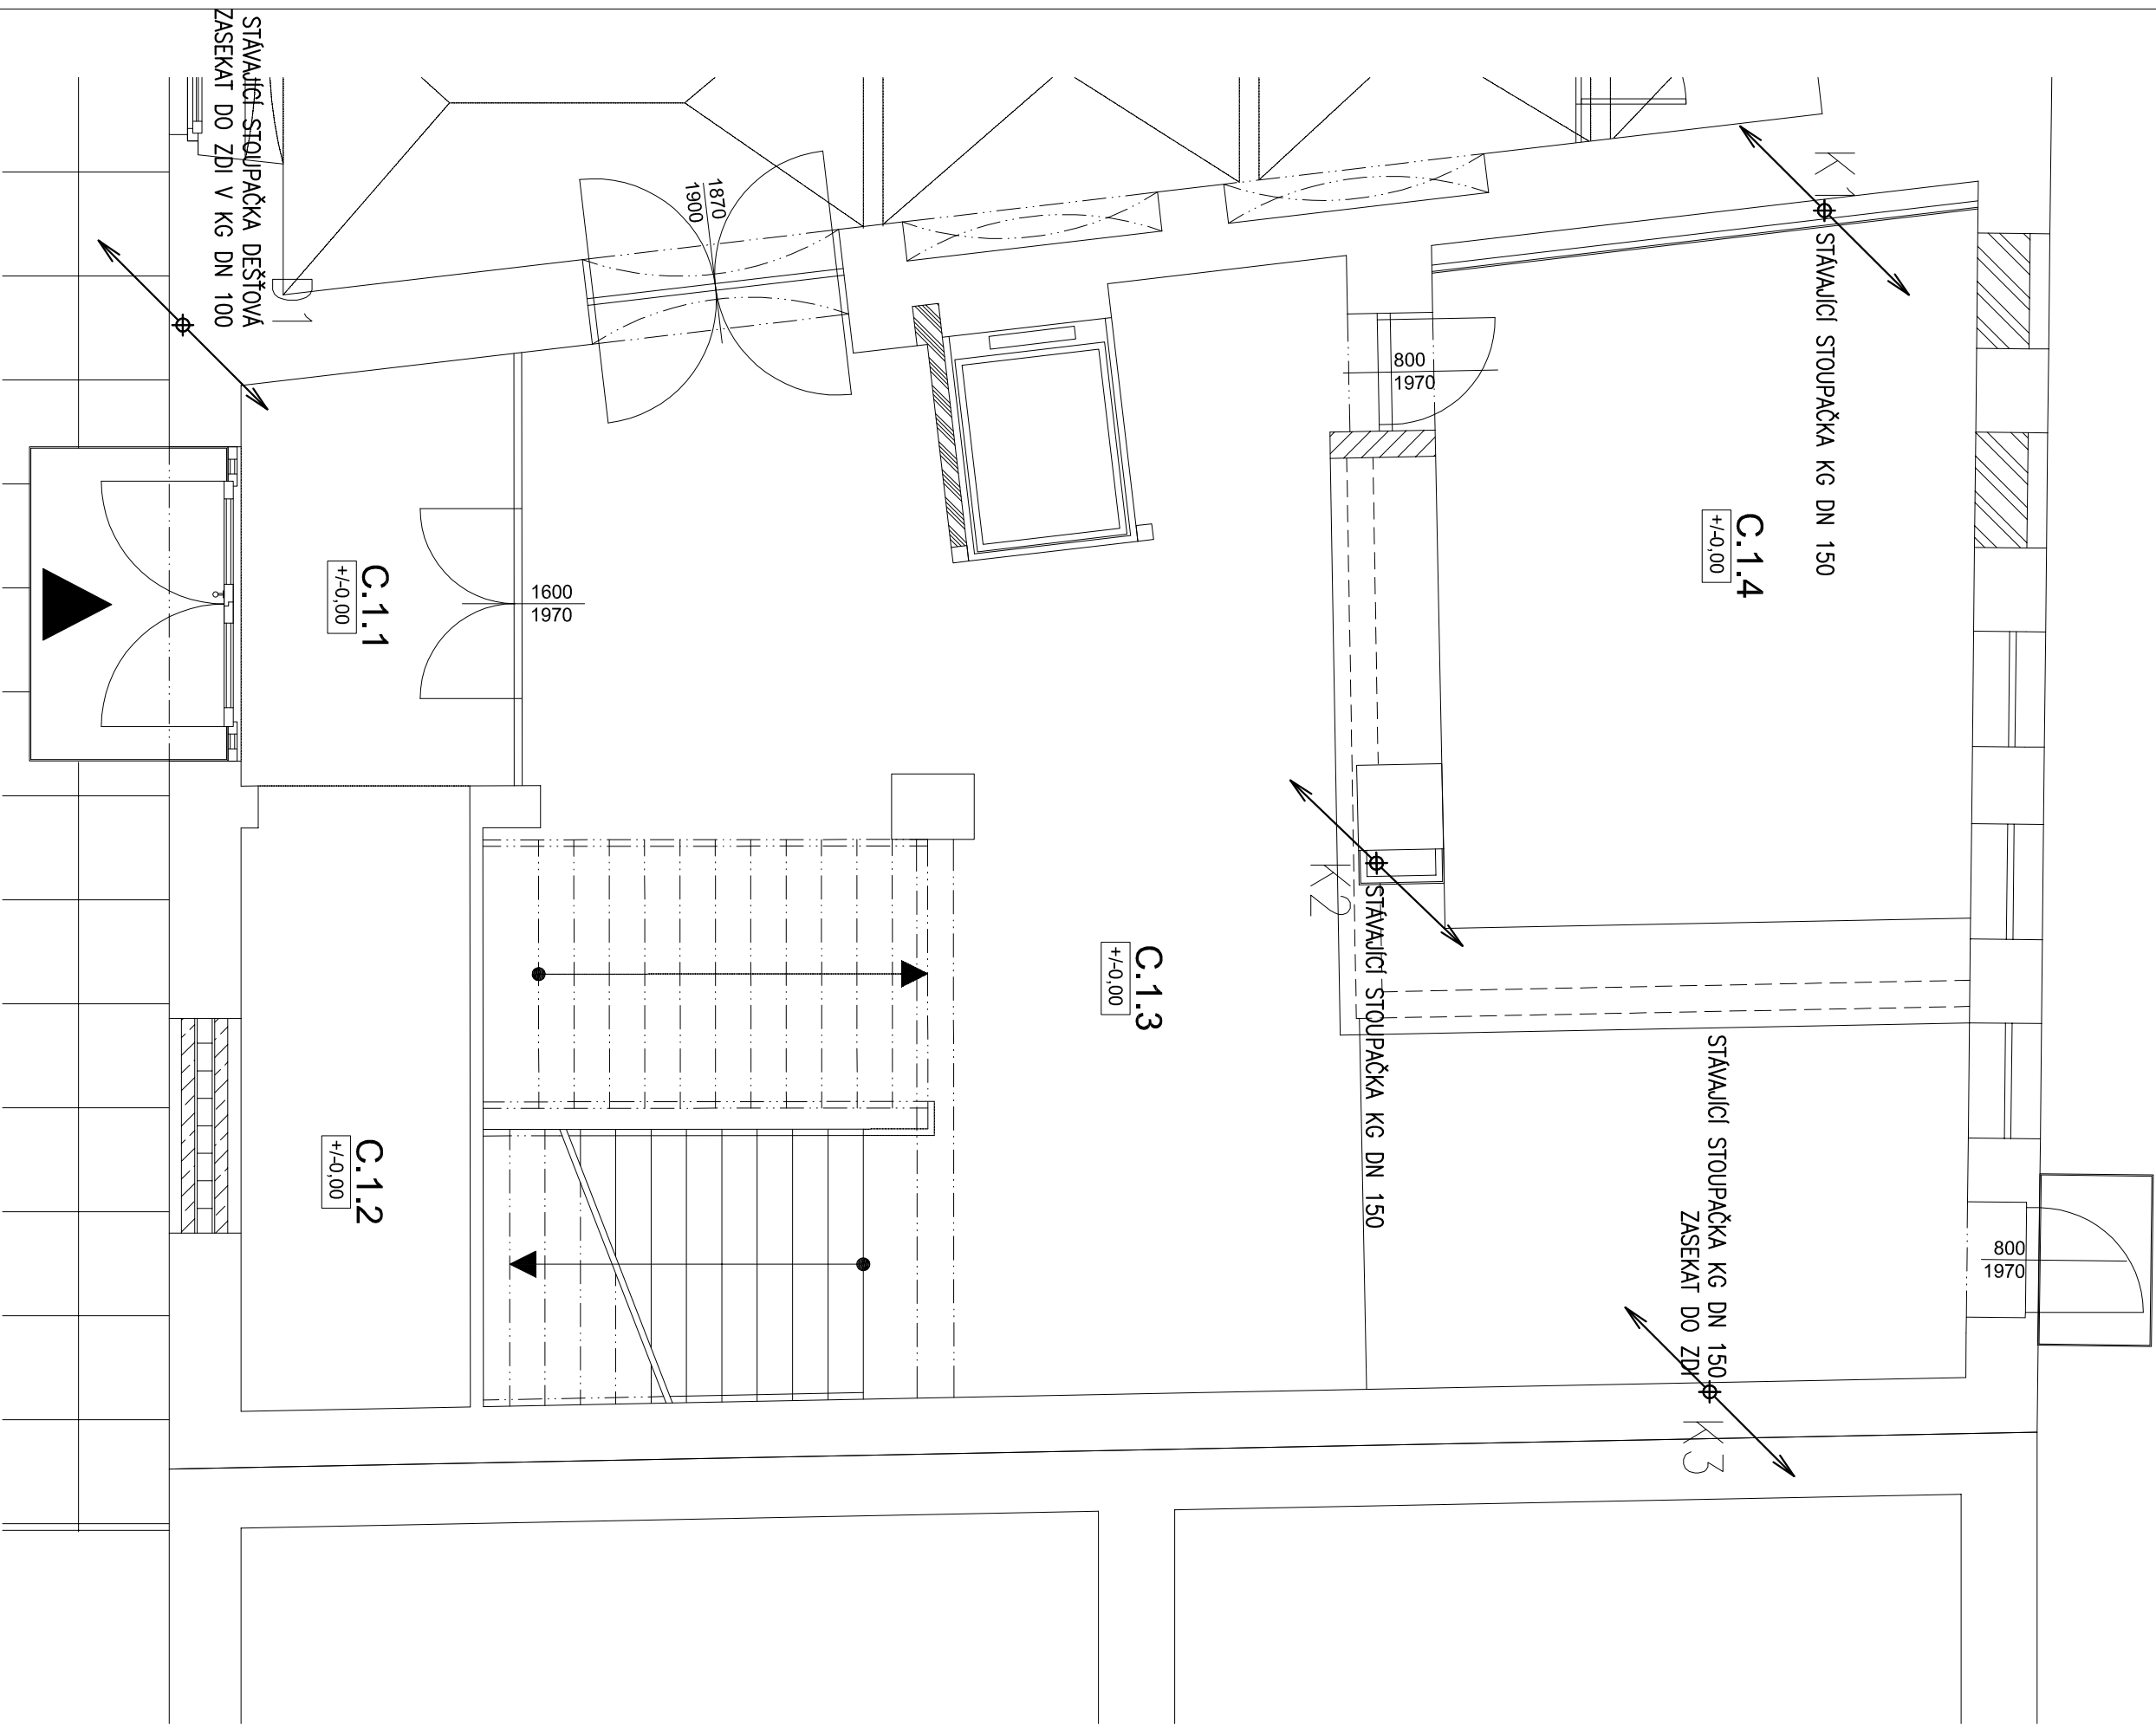 STÁVAJÍCÍ STOUPAČKA DEŠŤOVÁ
ZASEKAT DO ZDI V KG DN 100
1870
1900
K1
STÁVAJÍCÍ STOUPAČKA KG DN 150
800
1970
C.1.4
+/-0,00
C.1.1
+/-0,00
1600
1970
K2
STÁVAJÍCÍ STOUPAČKA KG DN 150
C.1.3
+/-0,00
C.1.2
+/-0,00
STÁVAJÍCÍ STOUPAČKA KG DN 150
ZASEKAT DO ZDI
K3
800
1970